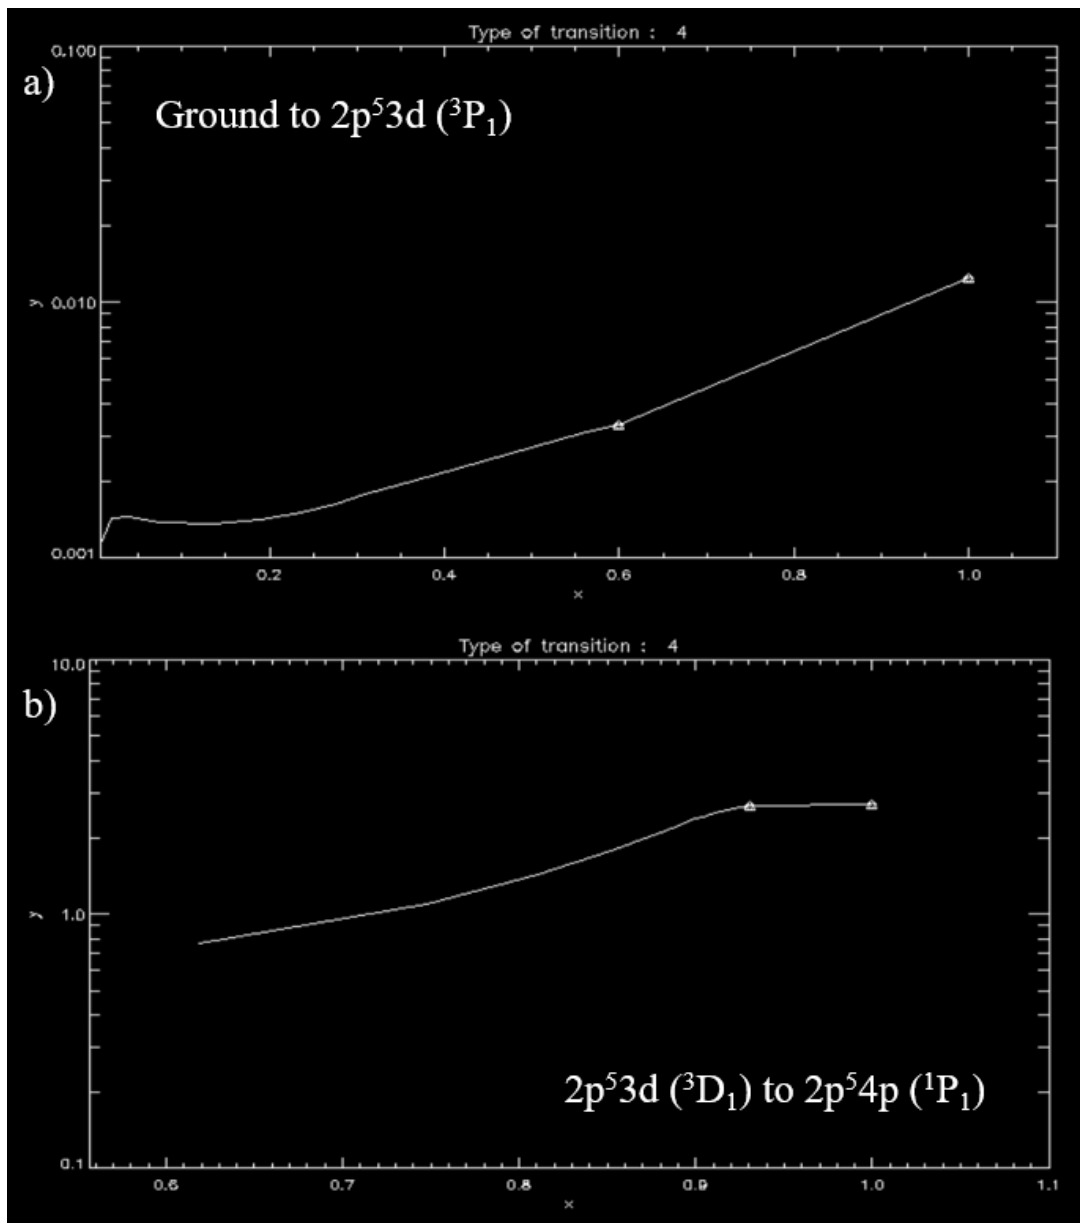 Type of transition : 4
a)
0.100
Ground to 2p⁵3d (³P₁)
y
0.010
0.001
0.2 0.4 0.6 0.8 1.0
x
Type of transition : 4
b)
10.0
y
1.0
2p⁵3d (³D₁) to 2p⁵4p (¹P₁)
0.1
0.6 0.7 0.8 0.9 1.0 1.1
x